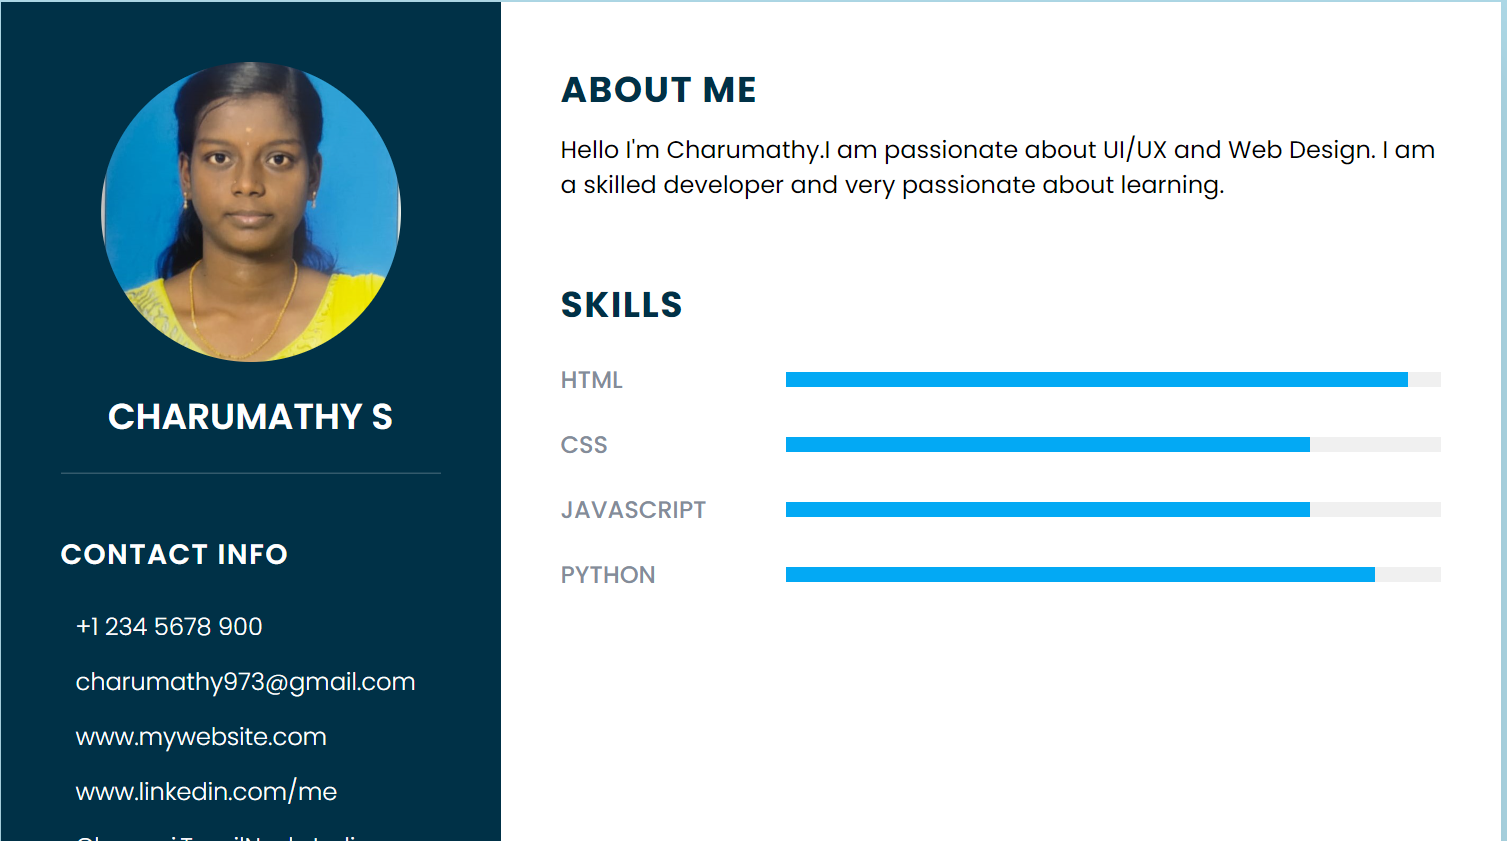 CHARUMATHY S
CONTACT INFO
+1 234 5678 900
charumathy973@gmail.com
www.mywebsite.com
www.linkedin.com/me
ABOUT ME
Hello I'm Charumathy.I am passionate about UI/UX and Web Design. I am
a skilled developer and very passionate about learning.
SKILLS
HTML
CSS
JAVASCRIPT
PYTHON